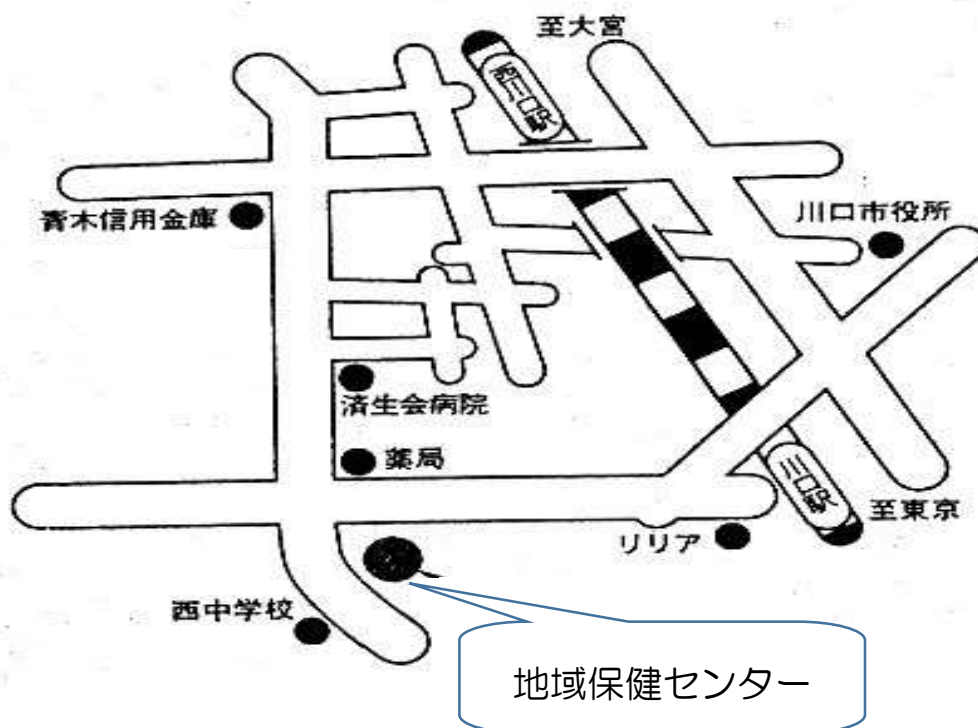 至大宮
西川口駅
青木信用金庫
川口市役所
済生会病院
薬局
川口駅
至東京
リリア
西中学校
地域保健センター